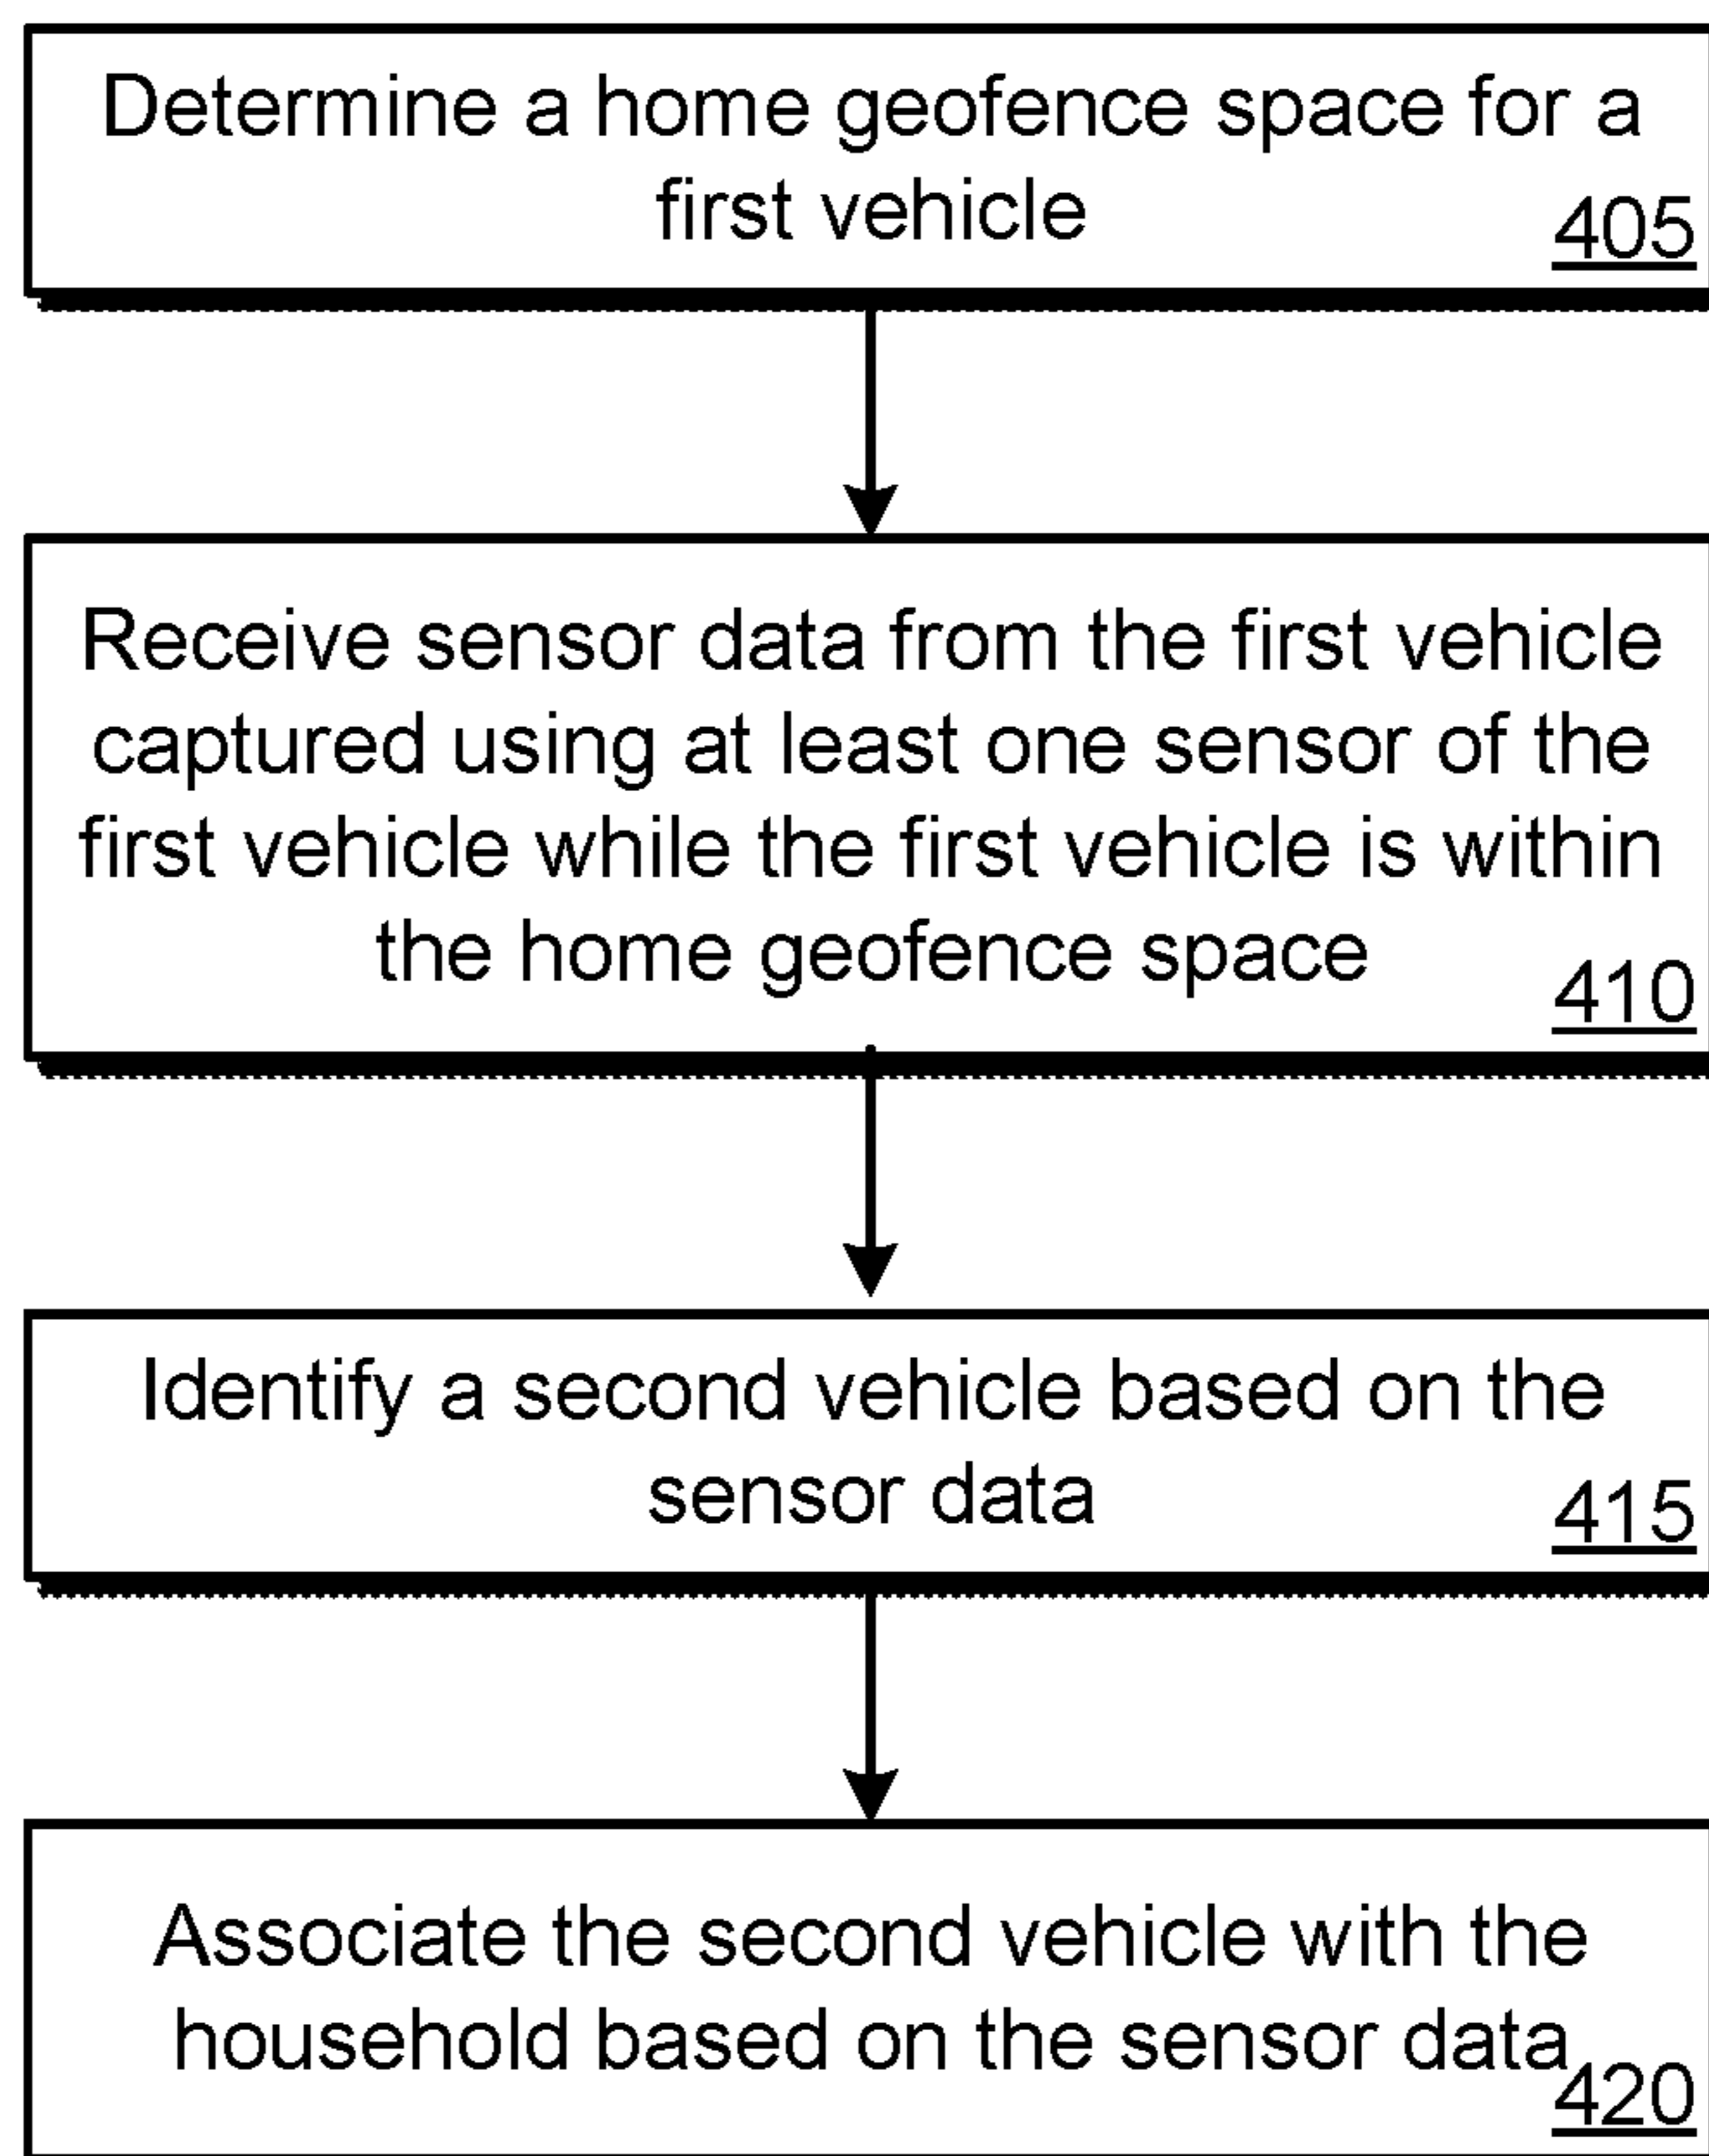 Determine a home geofence space for a
first vehicle
405
Receive sensor data from the first vehicle
captured using at least one sensor of the
first vehicle while the first vehicle is within
the home geofence space
410
Identify a second vehicle based on the
sensor data
415
Associate the second vehicle with the
household based on the sensor data
420